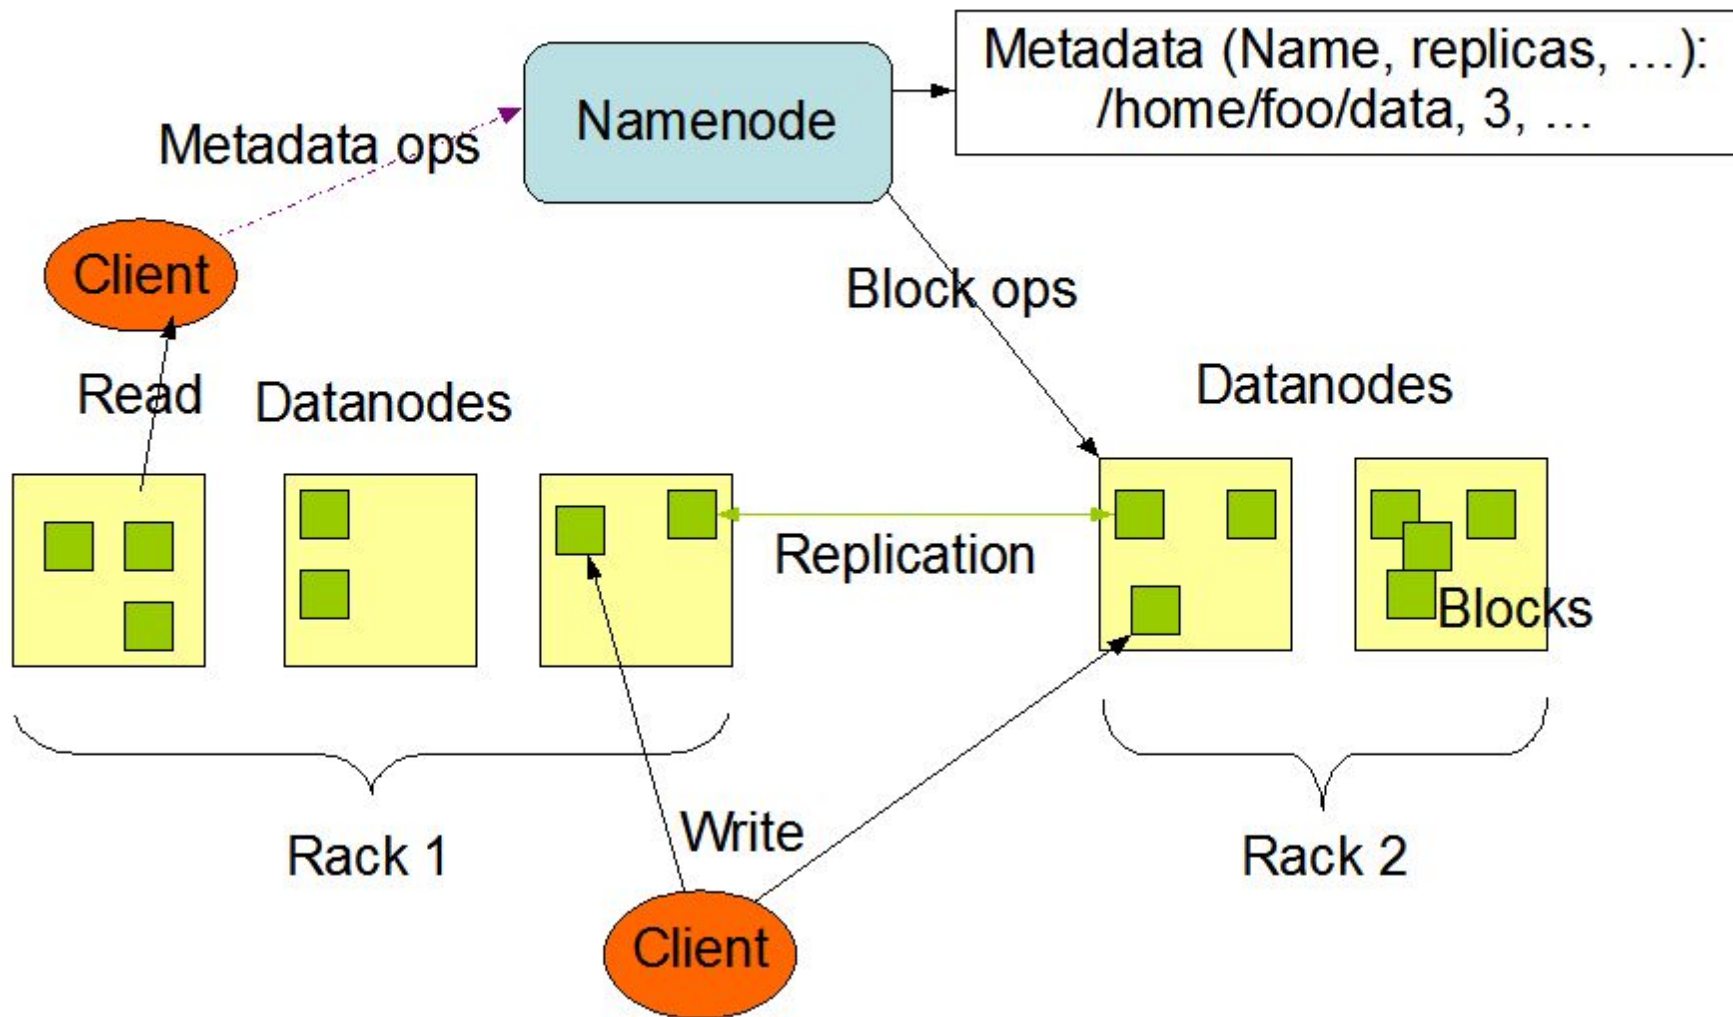 Metadata (Name, replicas, …):
/home/foo/data, 3, …
Namenode
Metadata ops
Client
Block ops
Read
Datanodes
Datanodes
Replication
Blocks
Rack 1
Write
Rack 2
Client